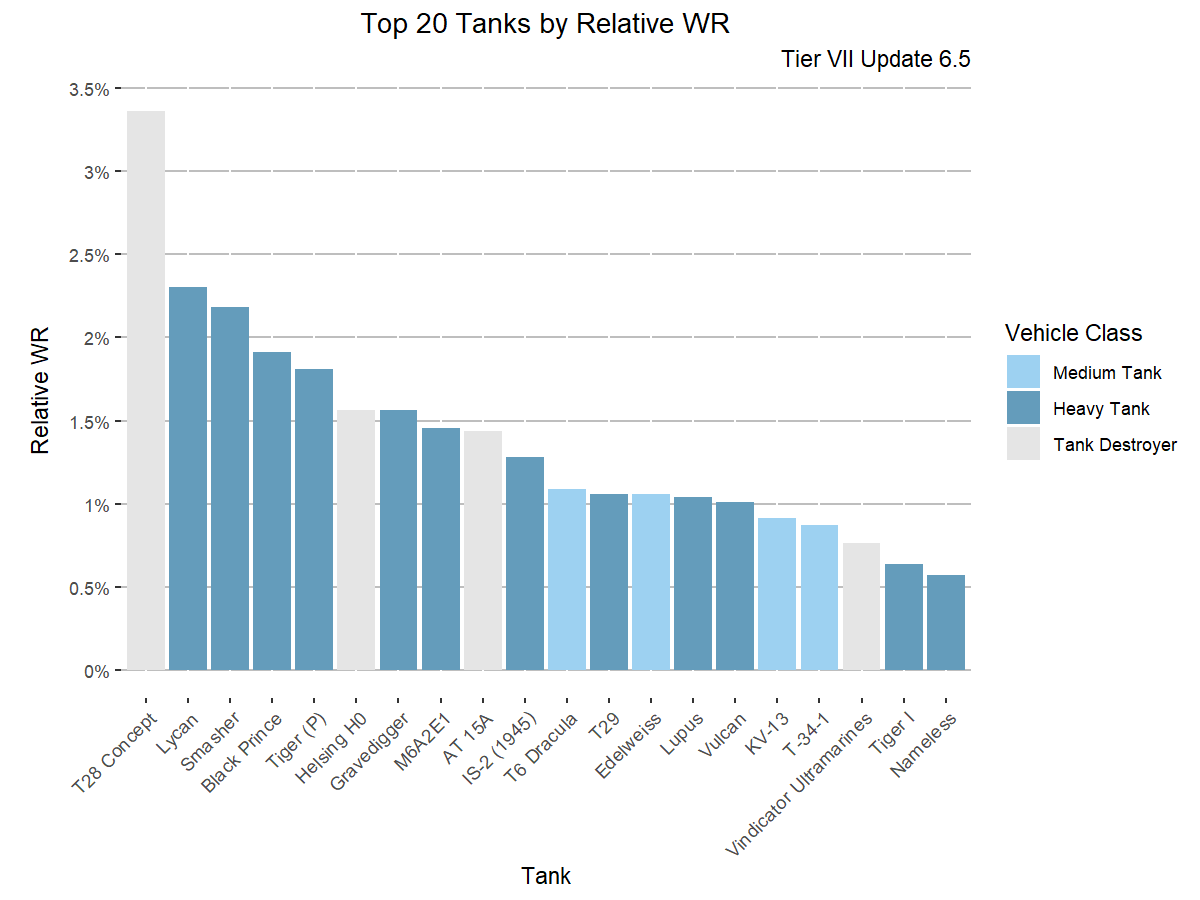 Top 20 Tanks by Relative WR
Tier VII Update 6.5
3.5%
3%
2.5%
2%
1.5%
1%
0.5%
0%
Relative WR
T28 Concept
Lycan
Smasher
Black Prince
Tiger (P)
Helsing H0
Gravedigger
M6A2E1
AT 15A
IS-2 (1945)
T6 Dracula
T29
Edelweiss
Lupus
Vulcan
KV-13
T-34-1
Vindicator Ultramarines
Tiger I
Nameless
Tank
Vehicle Class
Medium Tank
Heavy Tank
Tank Destroyer